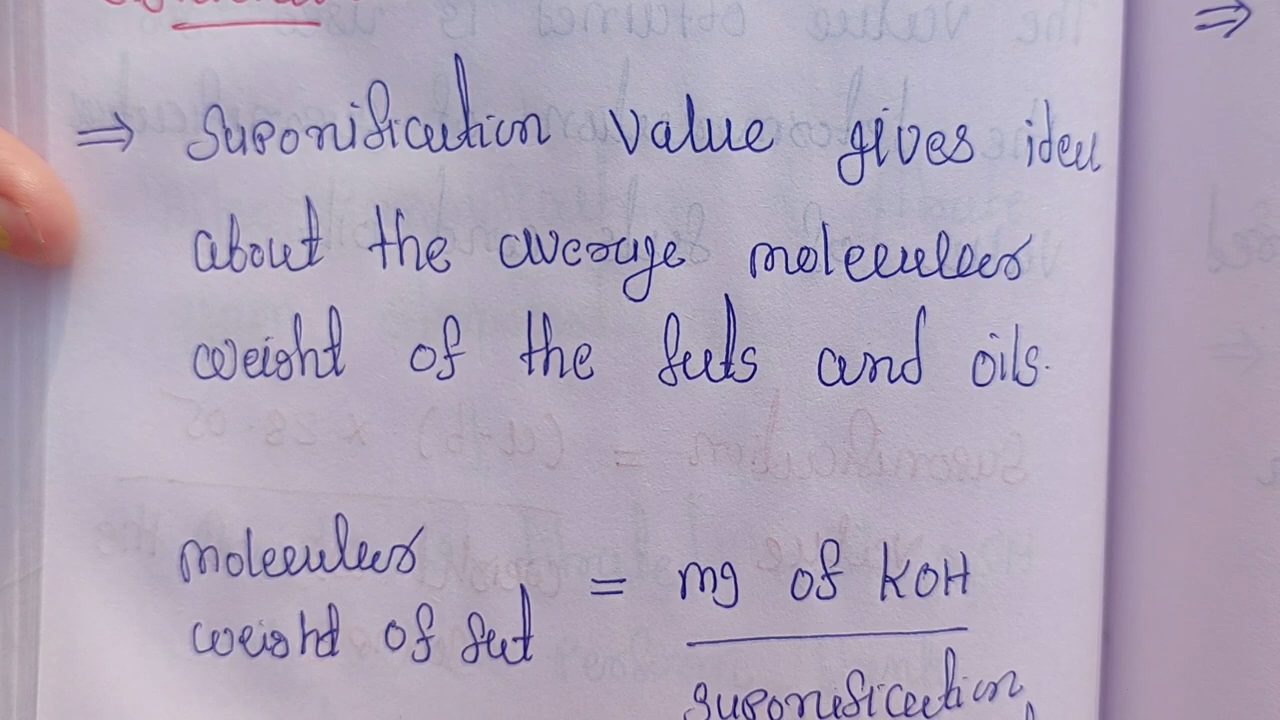 ⇒ Saponification value gives idea
about the average molecular
weight of the fats and oils.
molecular
weight of fat = mg of KOH
saponification